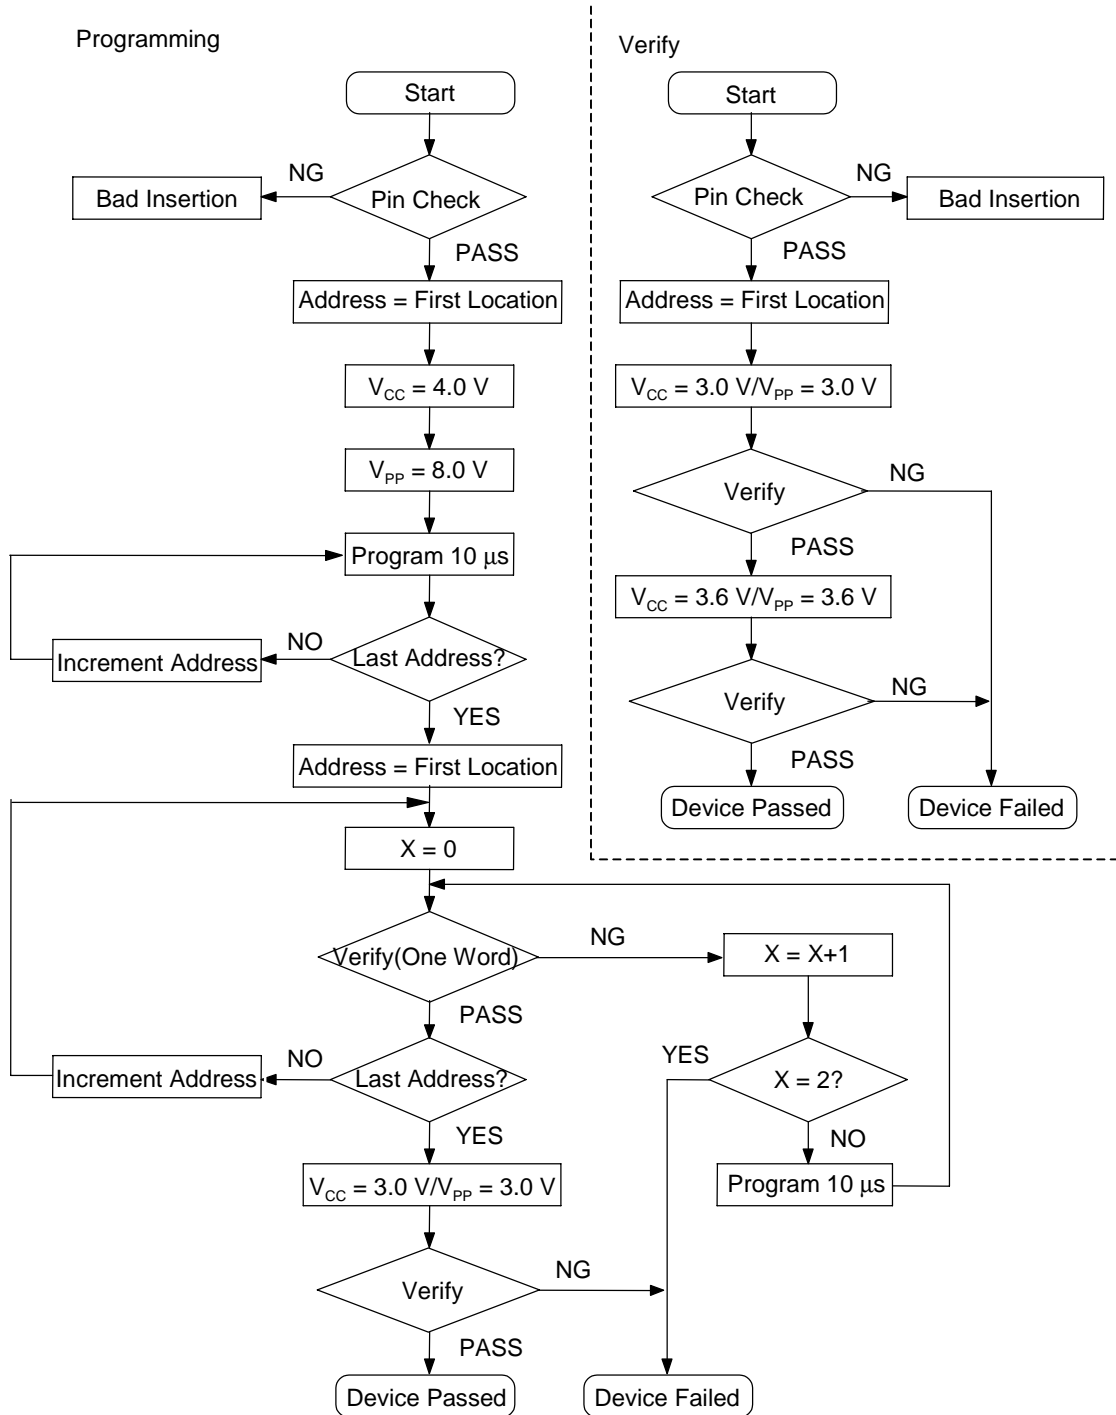 Programming
Start
NG
Bad Insertion
Pin Check
PASS
Address = First Location
VCC = 4.0 V
VPP = 8.0 V
Program 10 μs
NO
Increment Address
Last Address?
YES
Address = First Location
X = 0
Verify(One Word)
NG
X = X+1
PASS
YES
X = 2?
NO
Increment Address
Last Address?
NO
YES
Program 10 μs
VCC = 3.0 V/VPP = 3.0 V
Verify
NG
PASS
Device Passed
Device Failed
Verify
Start
Pin Check
NG
Bad Insertion
PASS
Address = First Location
VCC = 3.0 V/VPP = 3.0 V
NG
Verify
PASS
VCC = 3.6 V/VPP = 3.6 V
NG
Verify
PASS
Device Passed
Device Failed